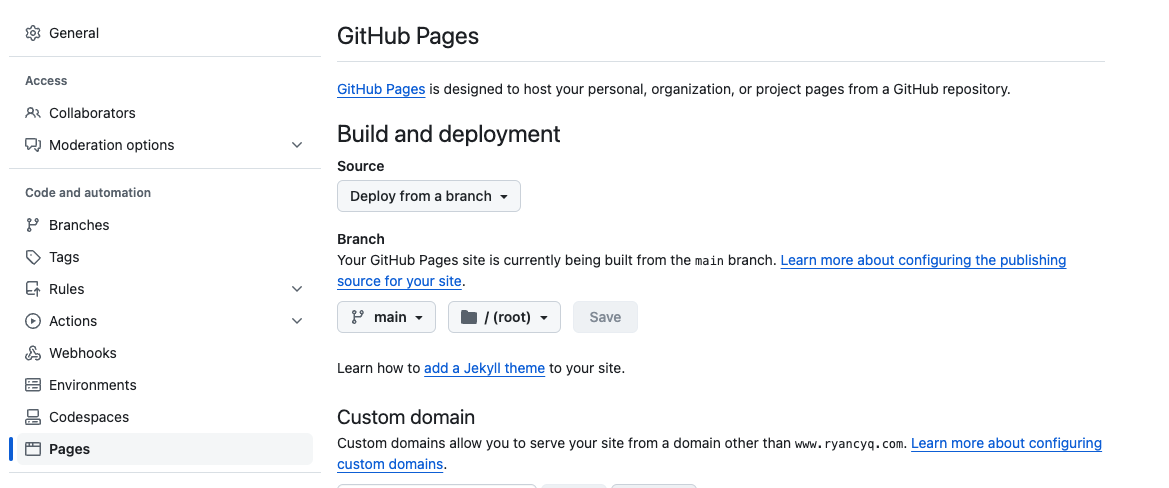 General
Access
Collaborators
Moderation options
Code and automation
Branches
Tags
Rules
Actions
Webhooks
Environments
Codespaces
Pages
GitHub Pages
GitHub Pages is designed to host your personal, organization, or project pages from a GitHub repository.
Build and deployment
Source
Deploy from a branch
Branch
Your GitHub Pages site is currently being built from the main branch. Learn more about configuring the publishing
source for your site.
main / (root) Save
Learn how to add a Jekyll theme to your site.
Custom domain
Custom domains allow you to serve your site from a domain other than www.ryancyq.com. Learn more about configuring
custom domains.